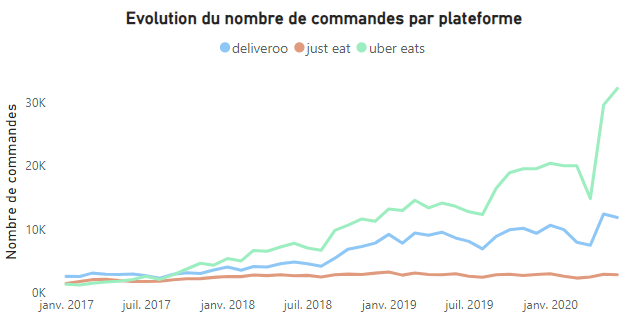 Evolution du nombre de commandes par plateforme
deliveroo just eat uber eats
Nombre de commandes
30K
20K
10K
0K
janv. 2017 juil. 2017 janv. 2018 juil. 2018 janv. 2019 juil. 2019 janv. 2020